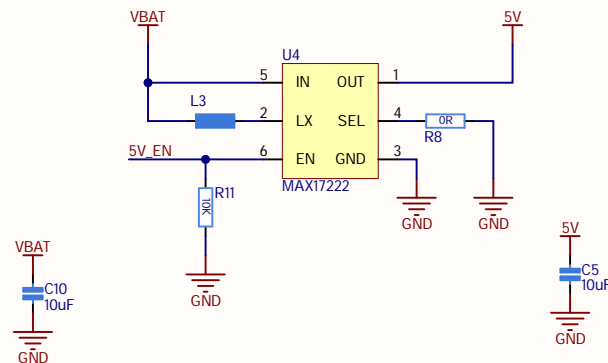 VBAT
5V
U4
5
IN
OUT
1
L3
2
LX
SEL
4
0R
R8
5V_EN
6
EN
GND
3
MAX17222
R11
10K
GND
GND
GND
VBAT
C10
10uF
GND
5V
C5
10uF
GND